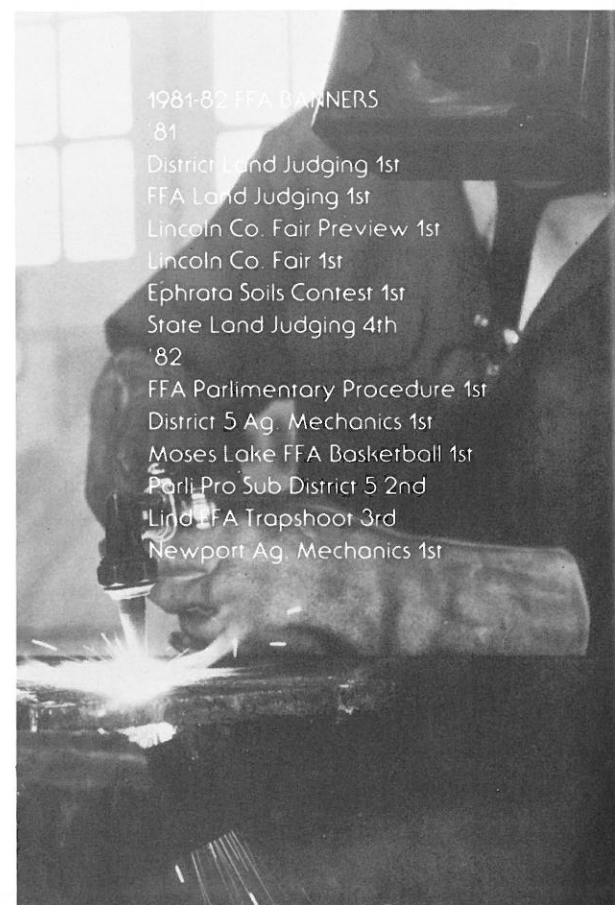 1981-82 FFA BANNERS
'81
District Land Judging 1st
FFA Land Judging 1st
Lincoln Co. Fair Preview 1st
Lincoln Co. Fair 1st
Ephrata Soils Contest 1st
State Land Judging 4th
'82
FFA Parlimentary Procedure 1st
District 5 Ag. Mechanics 1st
Moses Lake FFA Basketball 1st
Parli Pro Sub District 5 2nd
Lind FFA Trapshoot 3rd
Newport Ag. Mechanics 1st